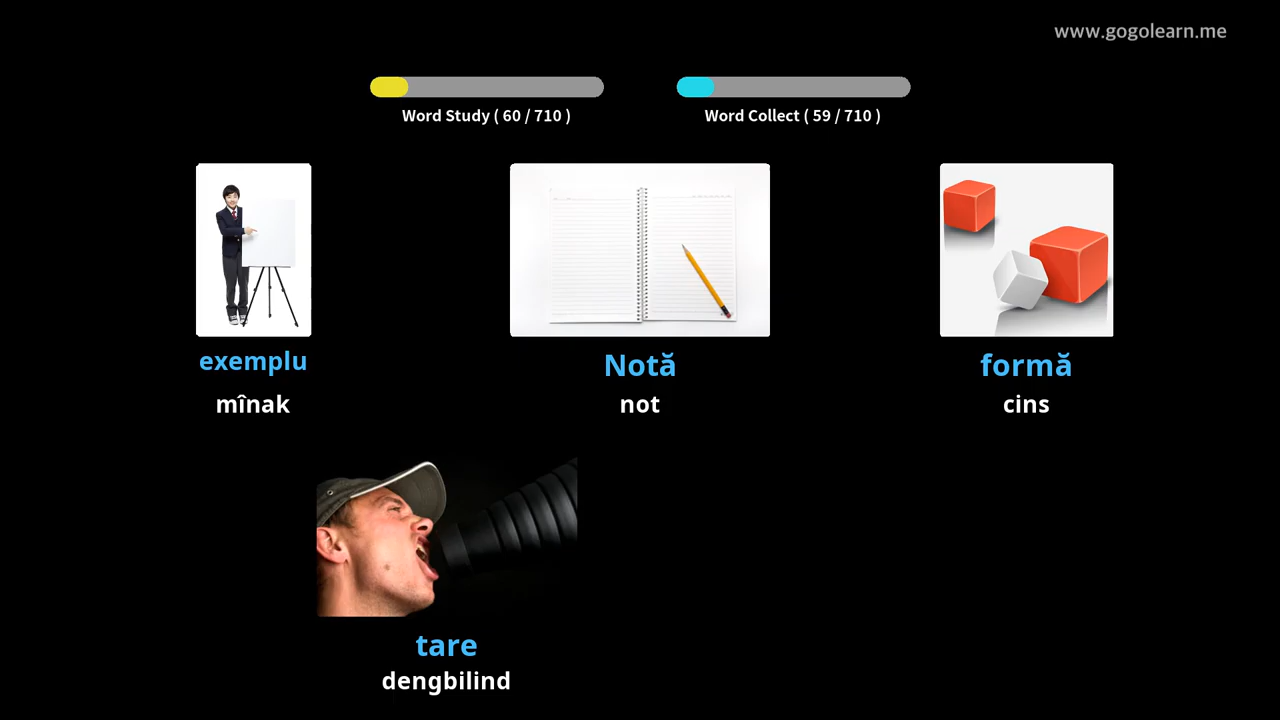 www.gogolearn.me
Word Study ( 60 / 710 )
Word Collect ( 59 / 710 )
exemplu
mînak
Notă
not
formă
cins
tare
dengbilind